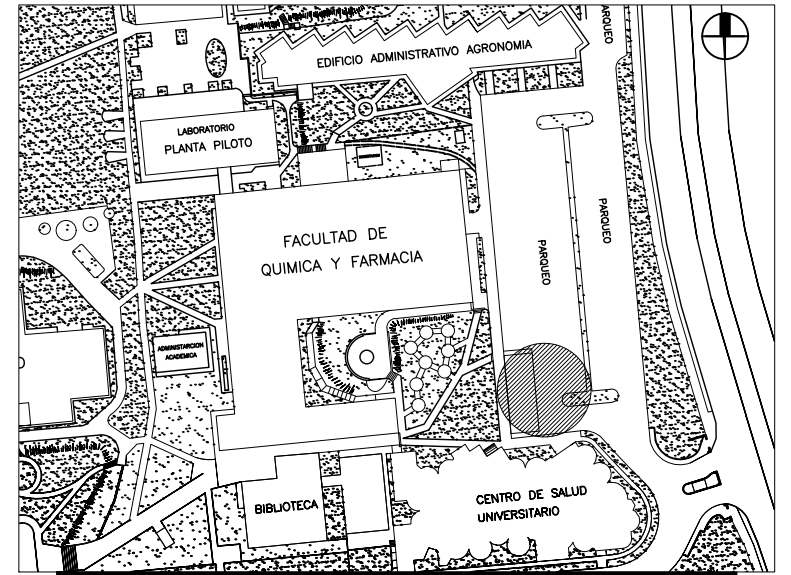 PARQUEO
EDIFICIO ADMINISTRATIVO AGRONOMIA
LABORATORIO
PLANTA PILOTO
FACULTAD DE
QUIMICA Y FARMACIA
PARQUEO
PARQUEO
ADMINISTARCION
ACADEMICA
BIBLIOTECA
CENTRO DE SALUD
UNIVERSITARIO